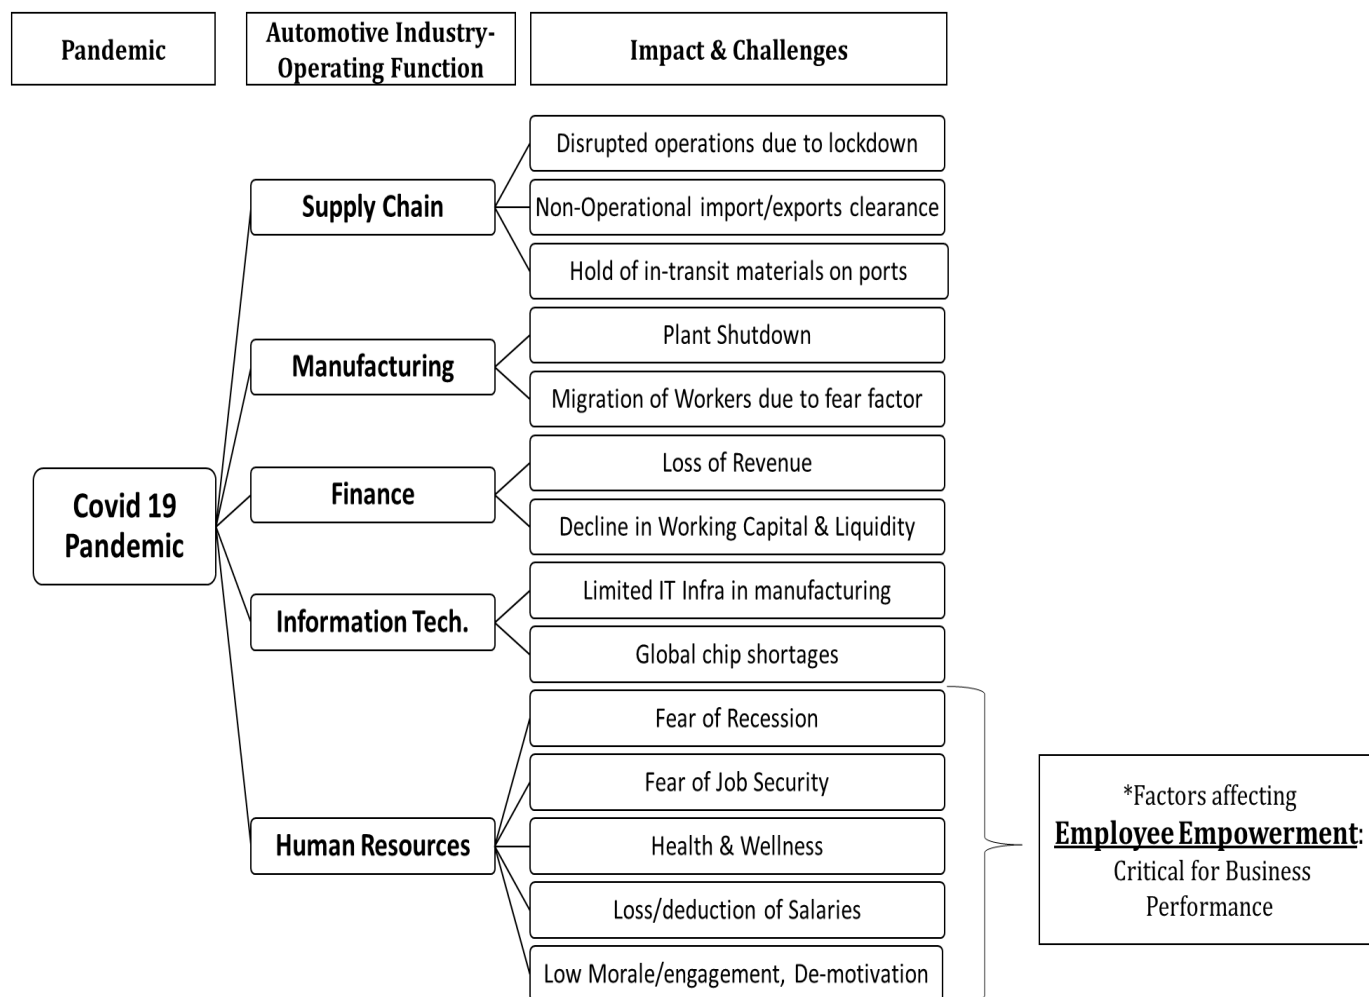 Pandemic
Automotive Industry-
Operating Function
Impact & Challenges
Covid 19
Pandemic
Supply Chain
Disrupted operations due to lockdown
Non-Operational import/exports clearance
Hold of in-transit materials on ports
Manufacturing
Plant Shutdown
Migration of Workers due to fear factor
Finance
Loss of Revenue
Decline in Working Capital & Liquidity
Information Tech.
Limited IT Infra in manufacturing
Global chip shortages
Human Resources
Fear of Recession
Fear of Job Security
Health & Wellness
Loss/deduction of Salaries
Low Morale/engagement, De-motivation
*Factors affecting
Employee Empowerment:
Critical for Business
Performance